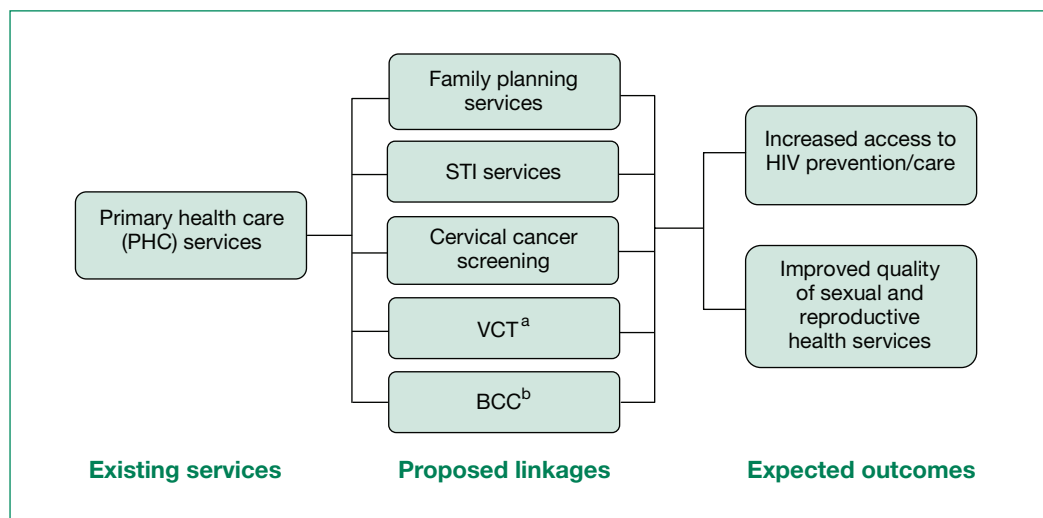 Primary health care
(PHC) services
Family planning
services
STI services
Cervical cancer
screening
VCT a
BCC b
Increased access to
HIV prevention/care
Improved quality
of sexual and
reproductive
health services
Existing services
Proposed linkages
Expected outcomes